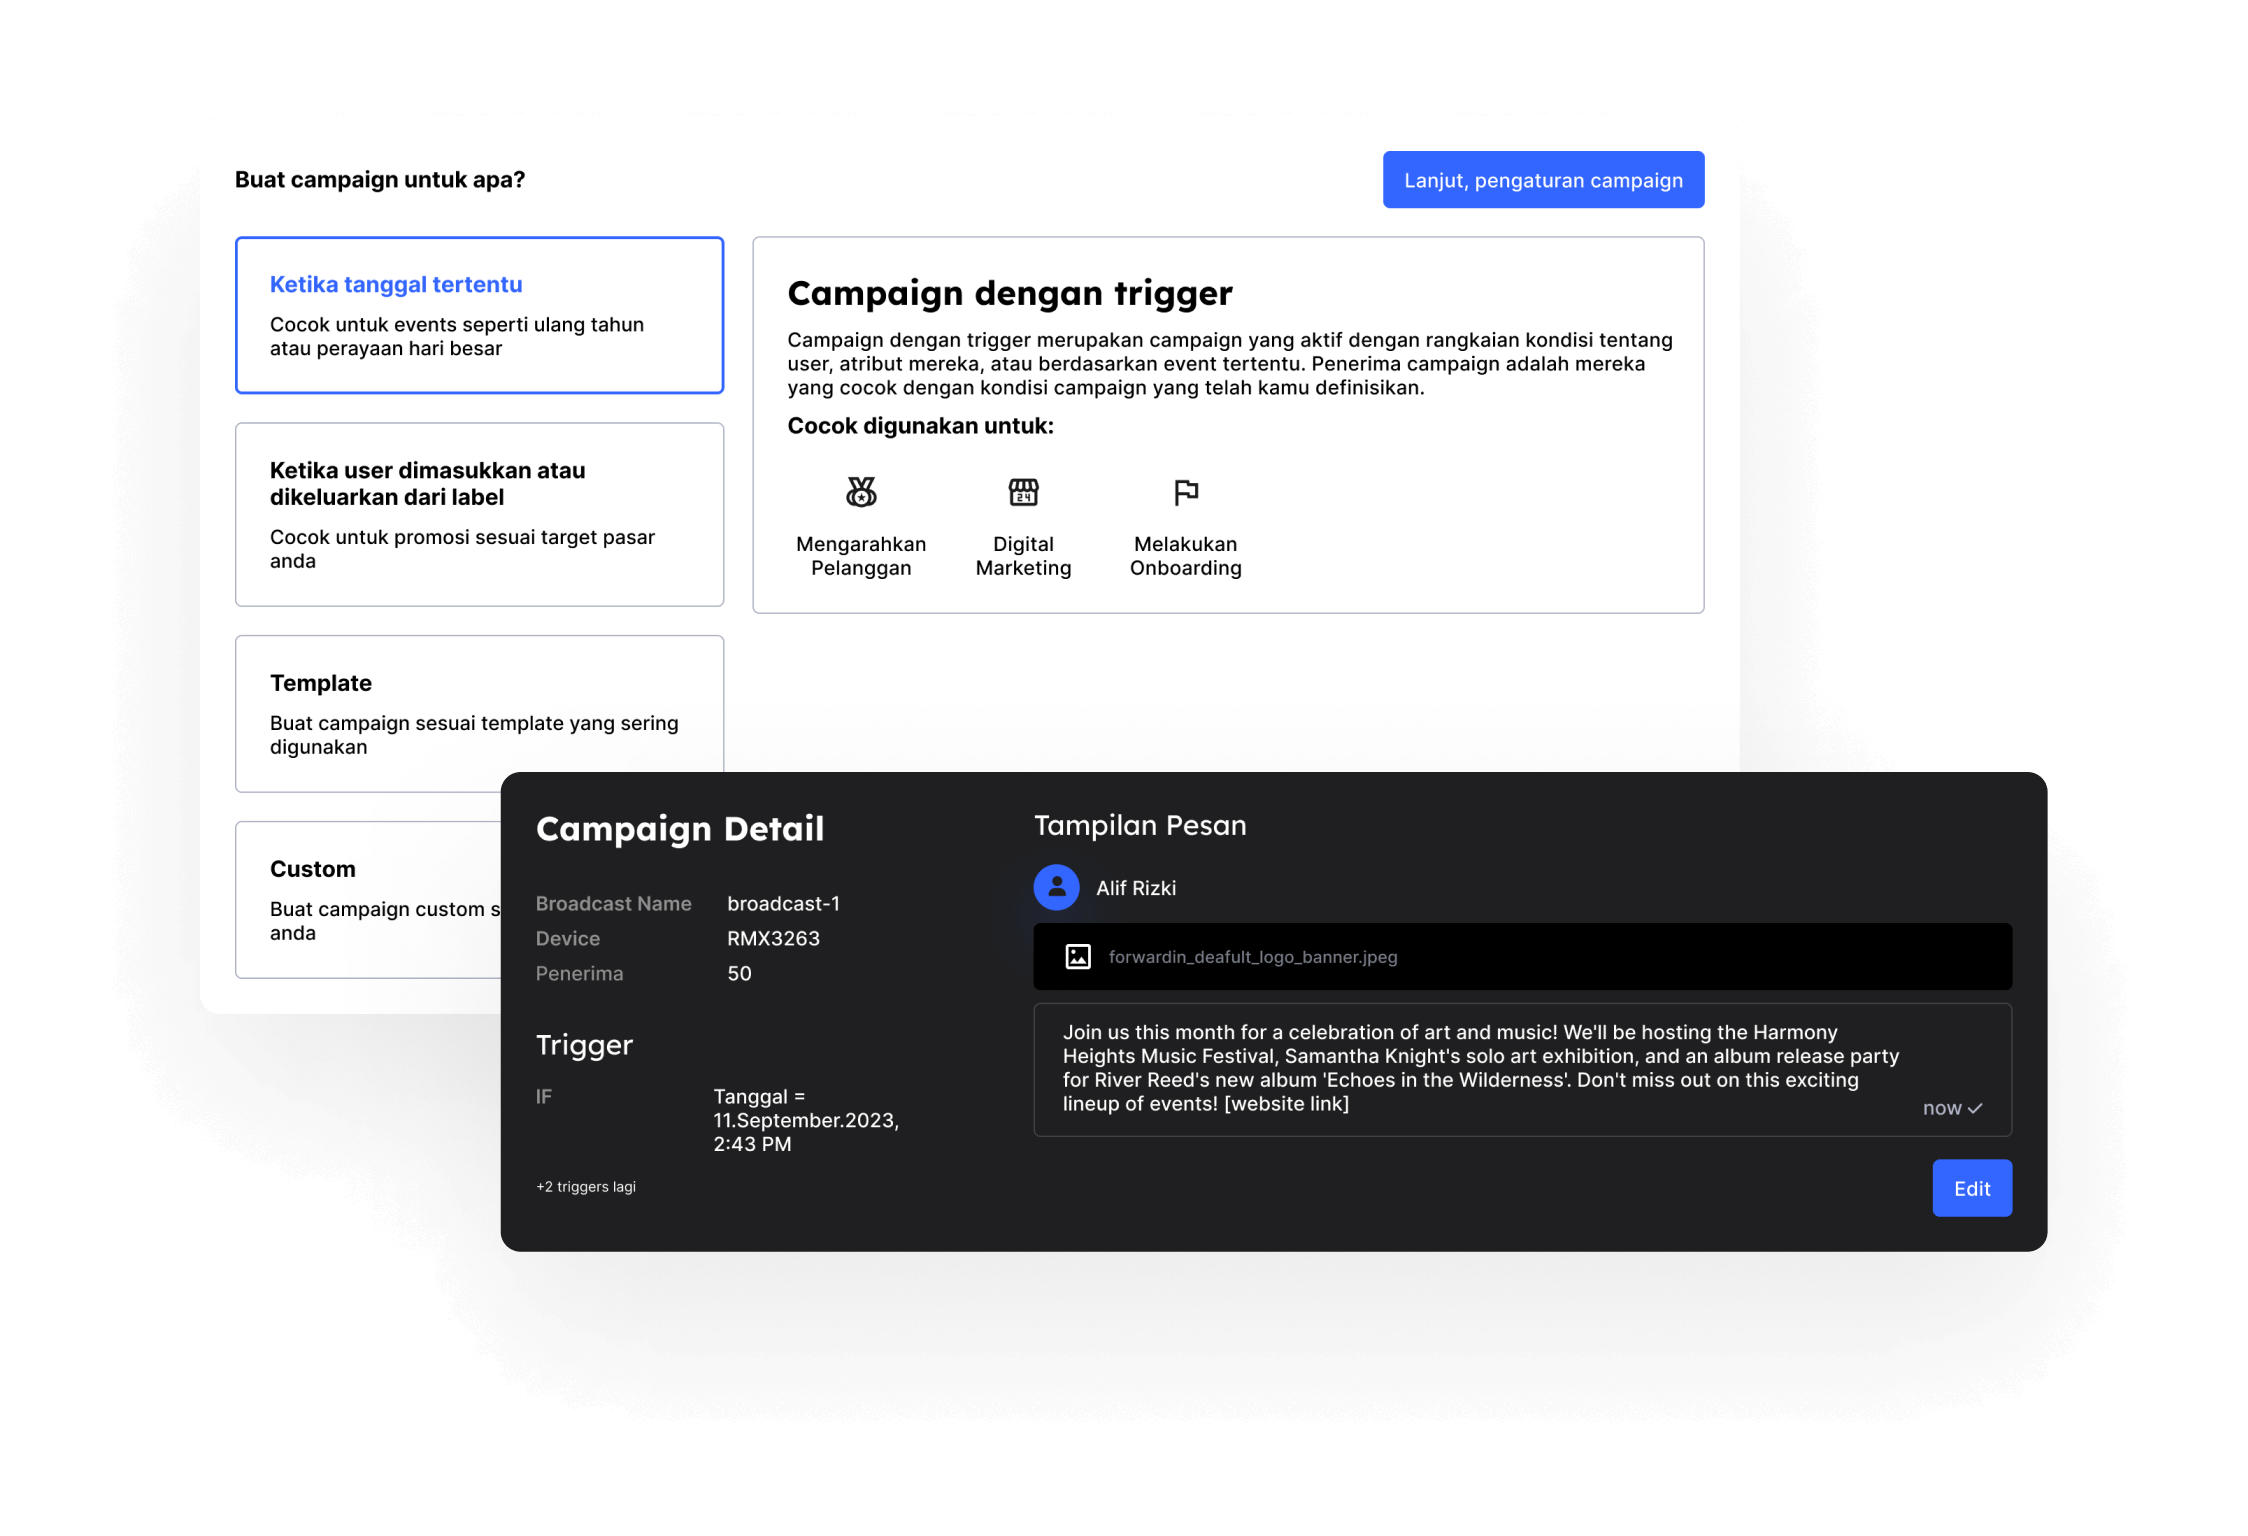 Buat campaign untuk apa?
Lanjut, pengaturan campaign
Ketika tanggal tertentu
Cocok untuk events seperti ulang tahun
atau perayaan hari besar
Ketika user dimasukkan atau
dikeluarkan dari label
Cocok untuk promosi sesuai target pasar
anda
Template
Buat campaign sesuai template yang sering
digunakan
Custom
Buat campaign custom s
anda
Campaign dengan trigger
Campaign dengan trigger merupakan campaign yang aktif dengan rangkaian kondisi tentang
user, atribut mereka, atau berdasarkan event tertentu. Penerima campaign adalah mereka
yang cocok dengan kondisi campaign yang telah kamu definisikan.
Cocok digunakan untuk:
24
Mengarahkan
Pelanggan
Digital
Marketing
Melakukan
Onboarding
Campaign Detail
Broadcast Name broadcast-1
Device RMX3263
Penerima 50
Trigger
IF Tanggal =
11.September.2023,
2:43 PM
+2 triggers lagi
Tampilan Pesan
Alif Rizki
forwardin_deafult_logo_banner.jpeg
Join us this month for a celebration of art and music! We'll be hosting the Harmony
Heights Music Festival, Samantha Knight's solo art exhibition, and an album release party
for River Reed's new album 'Echoes in the Wilderness'. Don't miss out on this exciting
lineup of events! [website link]
now
Edit